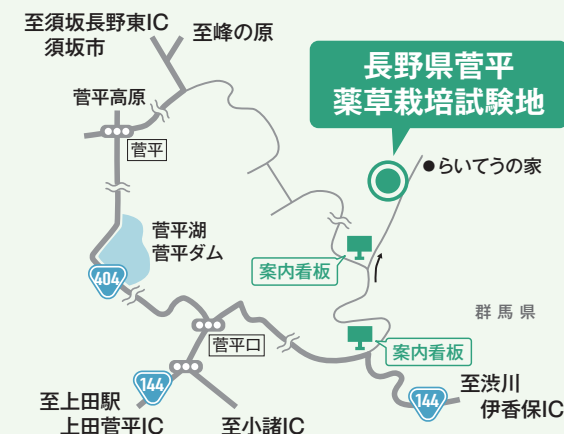 至須坂長野東IC
須坂市
至峰の原
長野県菅平
薬草栽培試験地
菅平高原
菅平
●らいてうの家
菅平湖
菅平ダム
案内看板
404
群馬県
菅平口
案内看板
144
至上田駅
上田菅平IC
至小諸IC
144
至渋川
伊香保IC